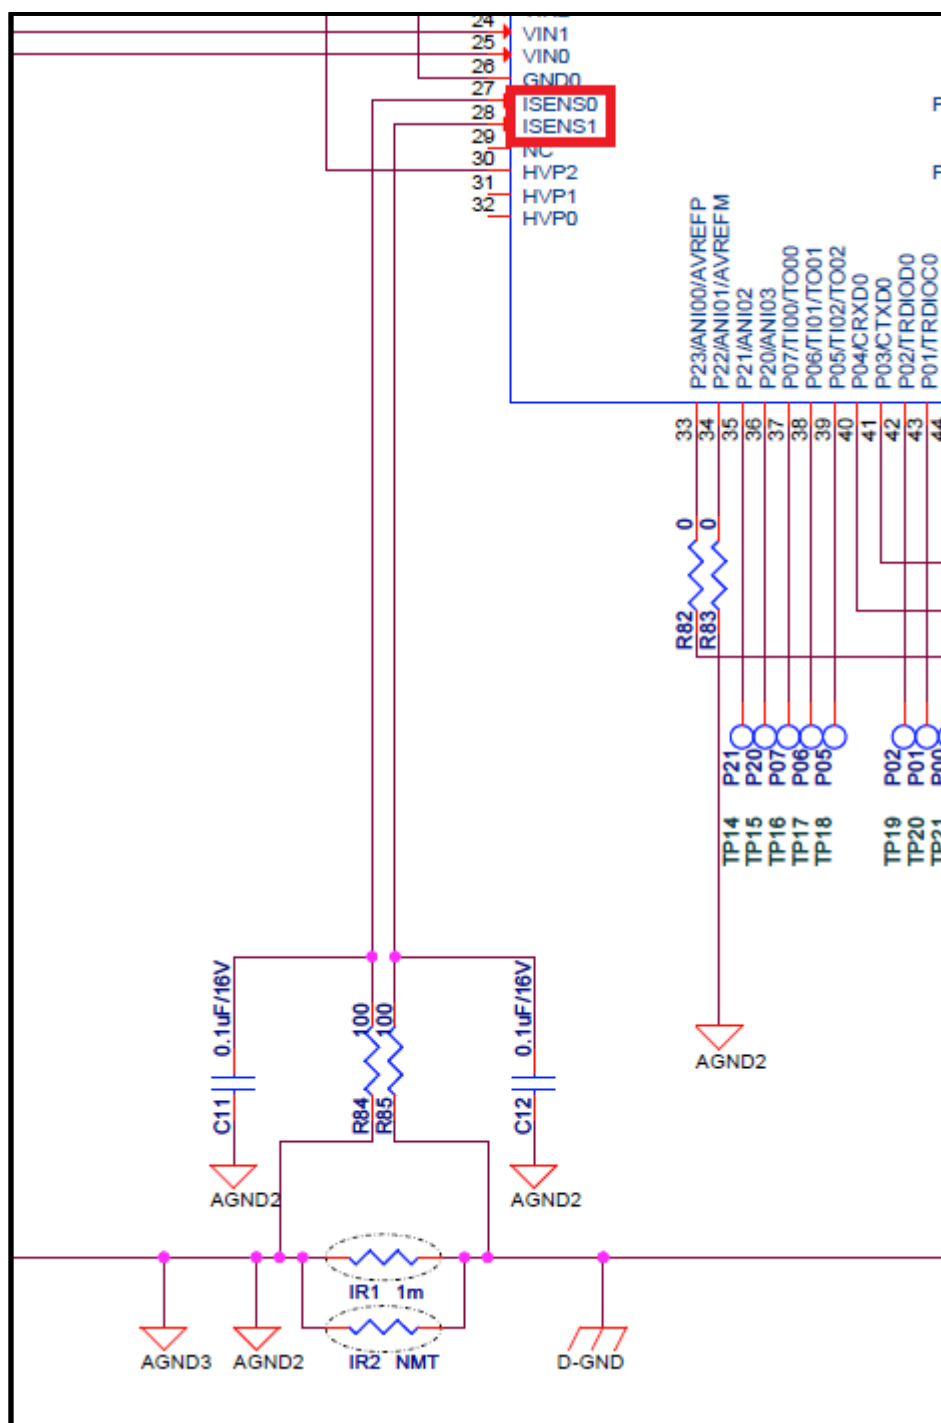 24
VIN1
25
VIN0
26
GND0
27
ISENS0
28
ISENS1
29
NC
30
HVP2
31
HVP1
32
HVP0
P23/ANI00/AVREFP
P22/ANI01/AVREFM
P21/ANI02
P20/ANI03
P07/TI00/TO00
P06/TI01/TO01
P05/TI02/TO02
P04/CRXD0
P03/CTXD0
P02/TRDIOD0
P01/TRDIOC0
33
34
35
36
37
38
39
40
41
42
43
44
0
0
R82
R83
P21
P20
P07
P06
P05
P02
P01
P00
TP14
TP15
TP16
TP17
TP18
TP19
TP20
TP21
0.1uF/16V
100
100
0.1uF/16V
C11
R84
R85
C12
AGND2
AGND2
AGND2
IR1 1m
AGND3
AGND2
IR2 NMT
D-GND